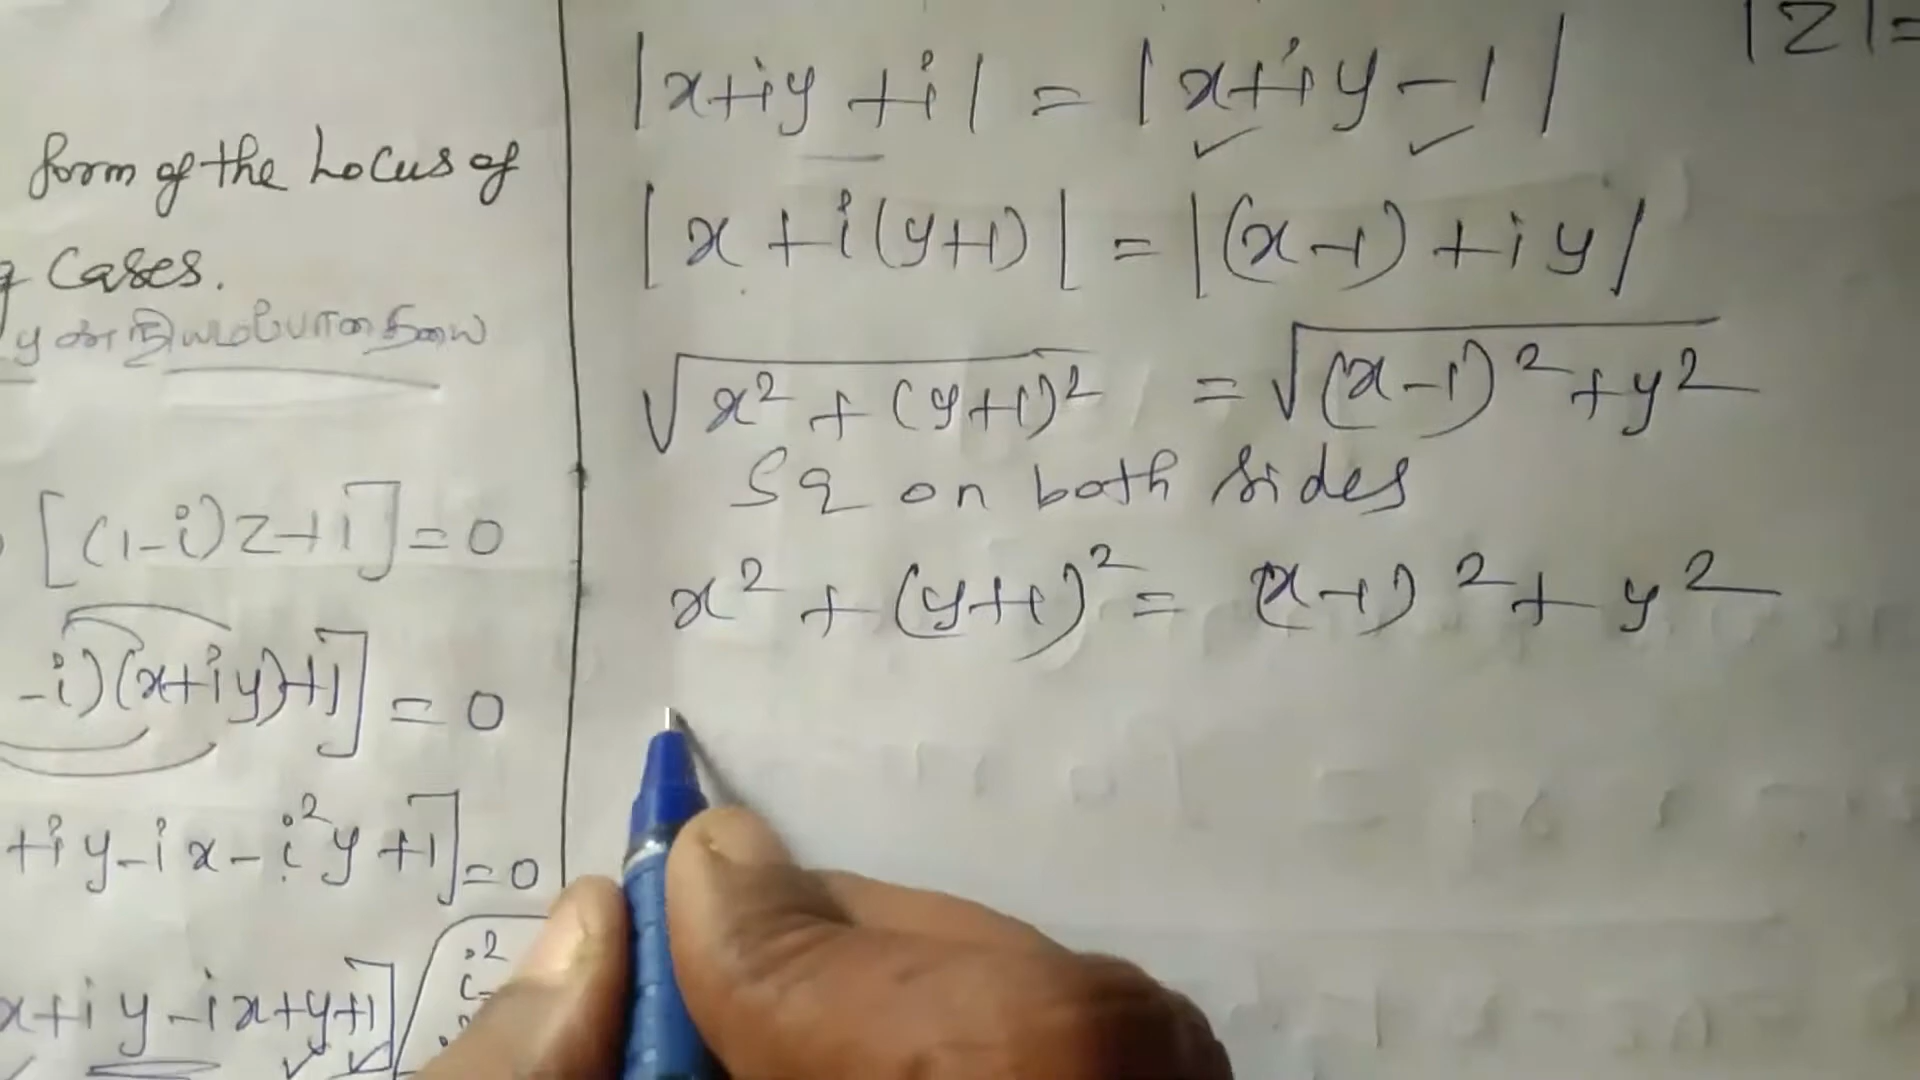 form of the Locus of
Cases.
[(1-i)z+1]=0
-i)(x+iy)+1]=0
+iy-ix-i²y+1]=0
x+iy-ix+y+1]
i²
|z|=
|x+iy+i|=|x+iy-1|
|x+i(y+1)|=|(x-1)+iy|
√x²+(y+1)² = √(x-1)²+y²
Sq on both sides
x²+(y+1)²=(x-1)²+y²